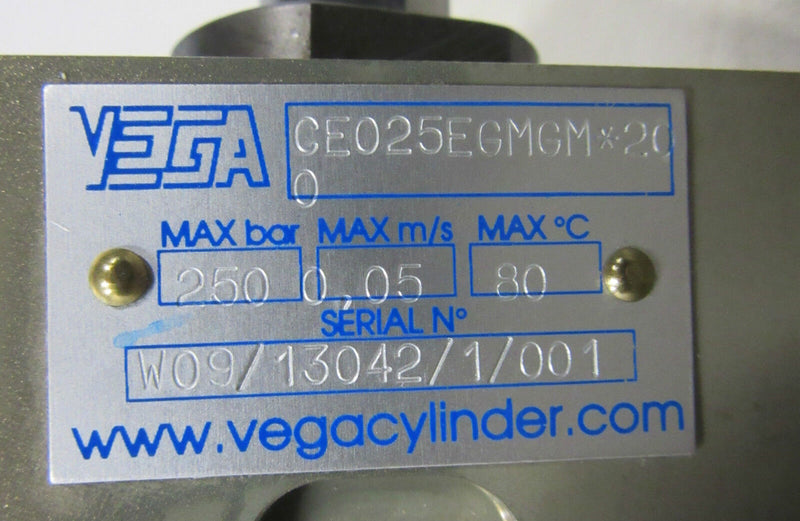 VEGA CE025EGMGM*20
0
MAX bar MAX m/s MAX °C
250 0,05 80
SERIAL N°
W09/13042/1/001
www.vegacylinder.com